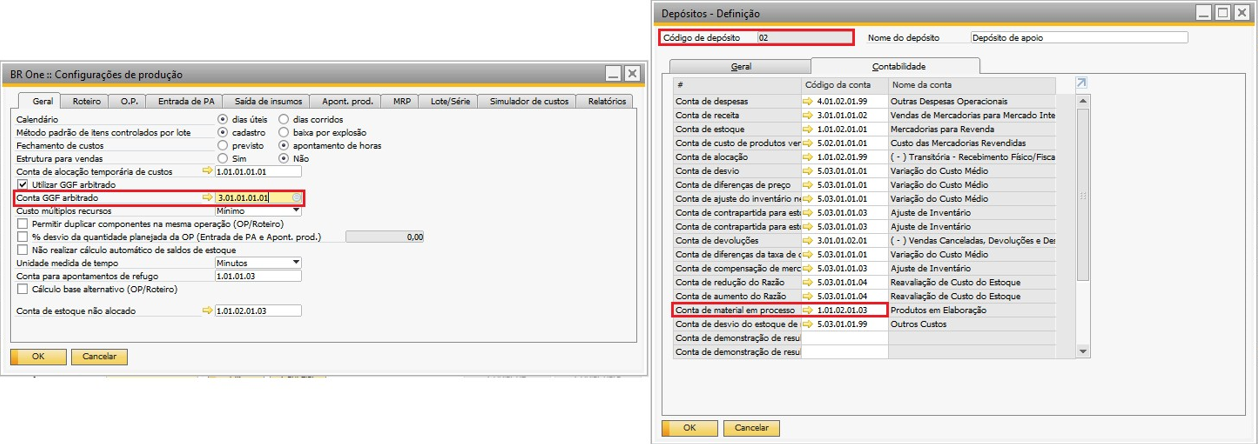 BR One :: Configurações de produção
Geral Roteiro O.P. Entrada de PA Saída de insumos Apont. prod. MRP Lote/Série Simulador de custos Relatórios
Calendário dias úteis dias corridos
Método padrão de itens controlados por lote cadastro baixa por explosão
Fechamento de custos previsto apontamento de horas
Estrutura para vendas Sim Não
Conta de alocação temporária de custos 1.01.01.01.01
Utilizar GGF arbitrado
Conta GGF arbitrado 3.01.01.01.01
Custo múltiplos recursos Mínimo
Permitir duplicar componentes na mesma operação (OP/Roteiro)
% desvio da quantidade planejada da OP (Entrada de PA e Apont. prod.) 0,00
Não realizar cálculo automático de saldos de estoque
Unidade medida de tempo Minutos
Conta para apontamentos de refugo 1.01.01.03
Cálculo base alternativo (OP/Roteiro)
Conta de estoque não alocado 1.01.02.01.03
OK Cancelar
Depósitos - Definição
Código de depósito 02 Nome do depósito Depósito de apoio
Geral Contabilidade
# Código da conta Nome da conta
Conta de despesas 4.01.02.01.99 Outras Despesas Operacionais
Conta de receita 3.01.01.01.02 Vendas de Mercadorias para Mercado Inte
Conta de estoque 1.01.02.01.01 Mercadorias para Revenda
Conta de custo de produtos ver 5.02.01.01.01 Custo das Mercadorias Revendidas
Conta de alocação 1.01.02.01.99 ( - ) Transitória - Recebimento Físico/Fisca
Conta de desvio 5.03.01.01.01 Variação do Custo Médio
Conta de diferenças de preço 5.03.01.01.01 Variação do Custo Médio
Conta de ajuste do inventário ne 5.03.01.01.01 Variação do Custo Médio
Conta de contrapartida para esto 5.03.01.01.03 Ajuste de Inventário
Conta de contrapartida para esto 5.03.01.01.03 Ajuste de Inventário
Conta de devoluções 3.01.01.02.01 ( - ) Vendas Canceladas, Devoluções e Des
Conta de diferenças da taxa de c 5.03.01.01.01 Variação do Custo Médio
Conta de compensação de merc 5.03.01.01.03 Ajuste de Inventário
Conta de redução do Razão 5.03.01.01.04 Reavaliação de Custo do Estoque
Conta de aumento do Razão 5.03.01.01.04 Reavaliação de Custo do Estoque
Conta de material em processo 1.01.02.01.03 Produtos em Elaboração
Conta de desvio do estoque de 5.03.01.01.99 Outros Custos
Conta de demonstração de resul
Conta de demonstração de resul
OK Cancelar